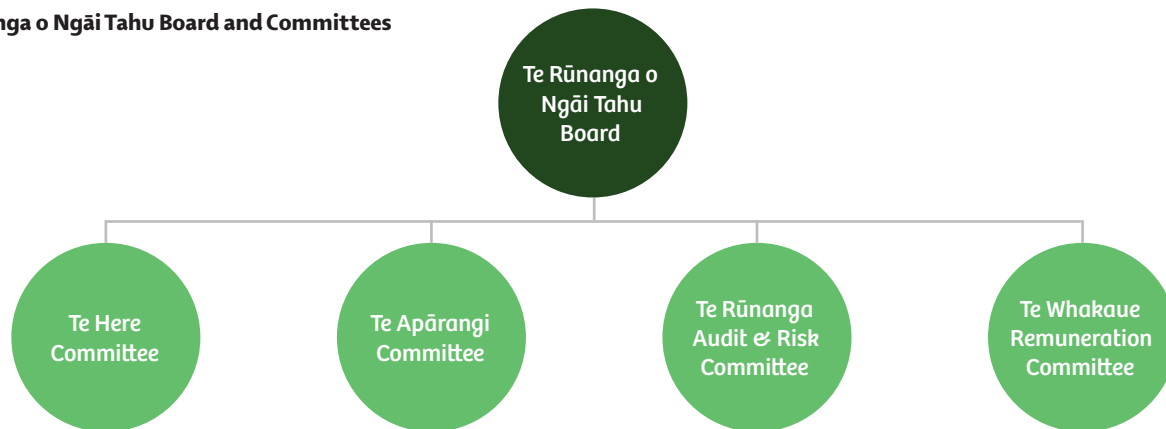 nga o Ngāi Tahu Board and Committees
Te Rūnanga o
Ngāi Tahu
Board
Te Here
Committee
Te Apārangi
Committee
Te Rūnanga
Audit & Risk
Committee
Te Whakaue
Remuneration
Committee